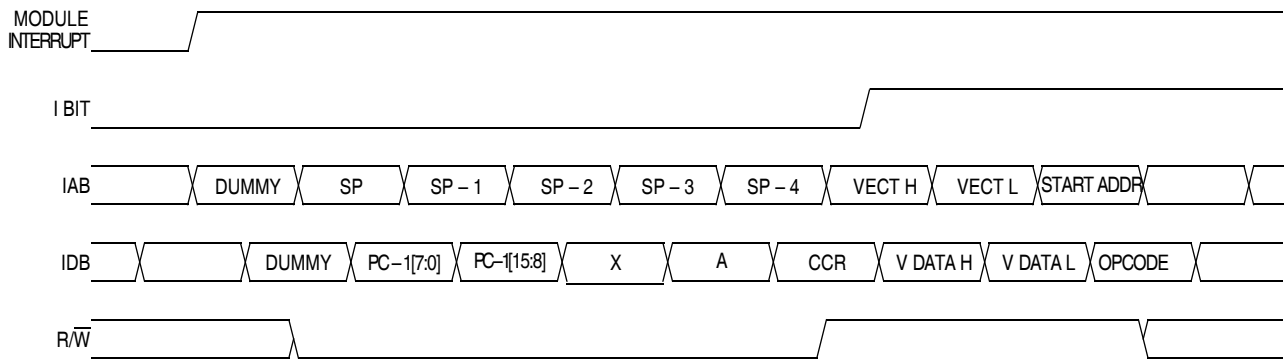 MODULE
INTERRUPT
I BIT
IAB DUMMY SP SP – 1 SP – 2 SP – 3 SP – 4 VECT H VECT L START ADDR
IDB DUMMY PC – 1[7:0] PC–1[15:8] X A CCR V DATA H V DATA L OPCODE
R/W̅